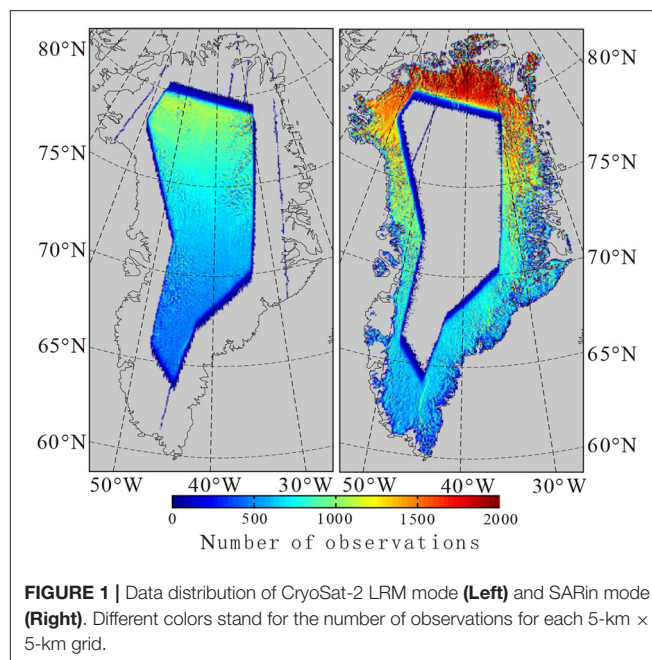 80°N
75°N
70°N
65°N
60°N
50°W 40°W 30°W
80°N
75°N
70°N
65°N
60°N
50°W 40°W 30°W
0 500 1000 1500 2000
Number of observations
FIGURE 1 | Data distribution of CryoSat-2 LRM mode (Left) and SARin mode
(Right). Different colors stand for the number of observations for each 5-km ×
5-km grid.